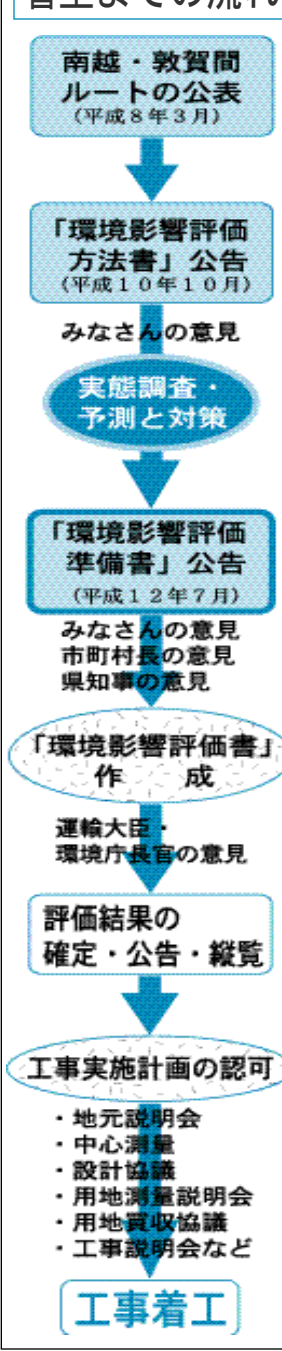 着工までの流れ
南越・敦賀間
ルートの公表
(平成８年３月)
「環境影響評価
方法書」公告
(平成１０年１０月)
みなさんの意見
実態調査・
予測と対策
「環境影響評価
準備書」公告
(平成１２年７月)
みなさんの意見
市町村長の意見
県知事の意見
「環境影響評価書」
作　成
運輸大臣・
環境庁長官の意見
評価結果の
確定・公告・縦覧
工事実施計画の認可
・地元説明会
・中心測量
・設計協議
・用地測量説明会
・用地買収協議
・工事説明会など
工事着工